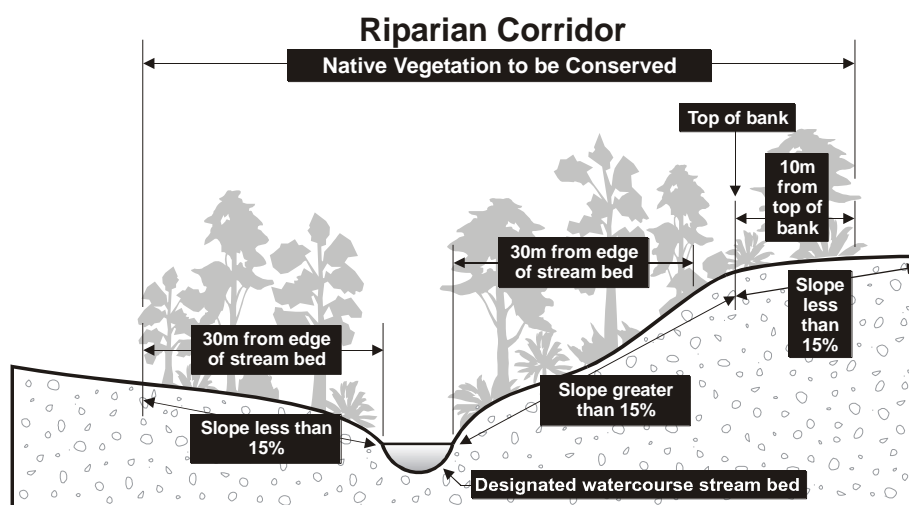 Riparian Corridor
Native Vegetation to be Conserved
Top of bank
10m
from
top of
bank
30m from edge
of stream bed
30m from edge
of stream bed
Slope
less
than
15%
Slope greater
than 15%
Slope less than
15%
Designated watercourse stream bed